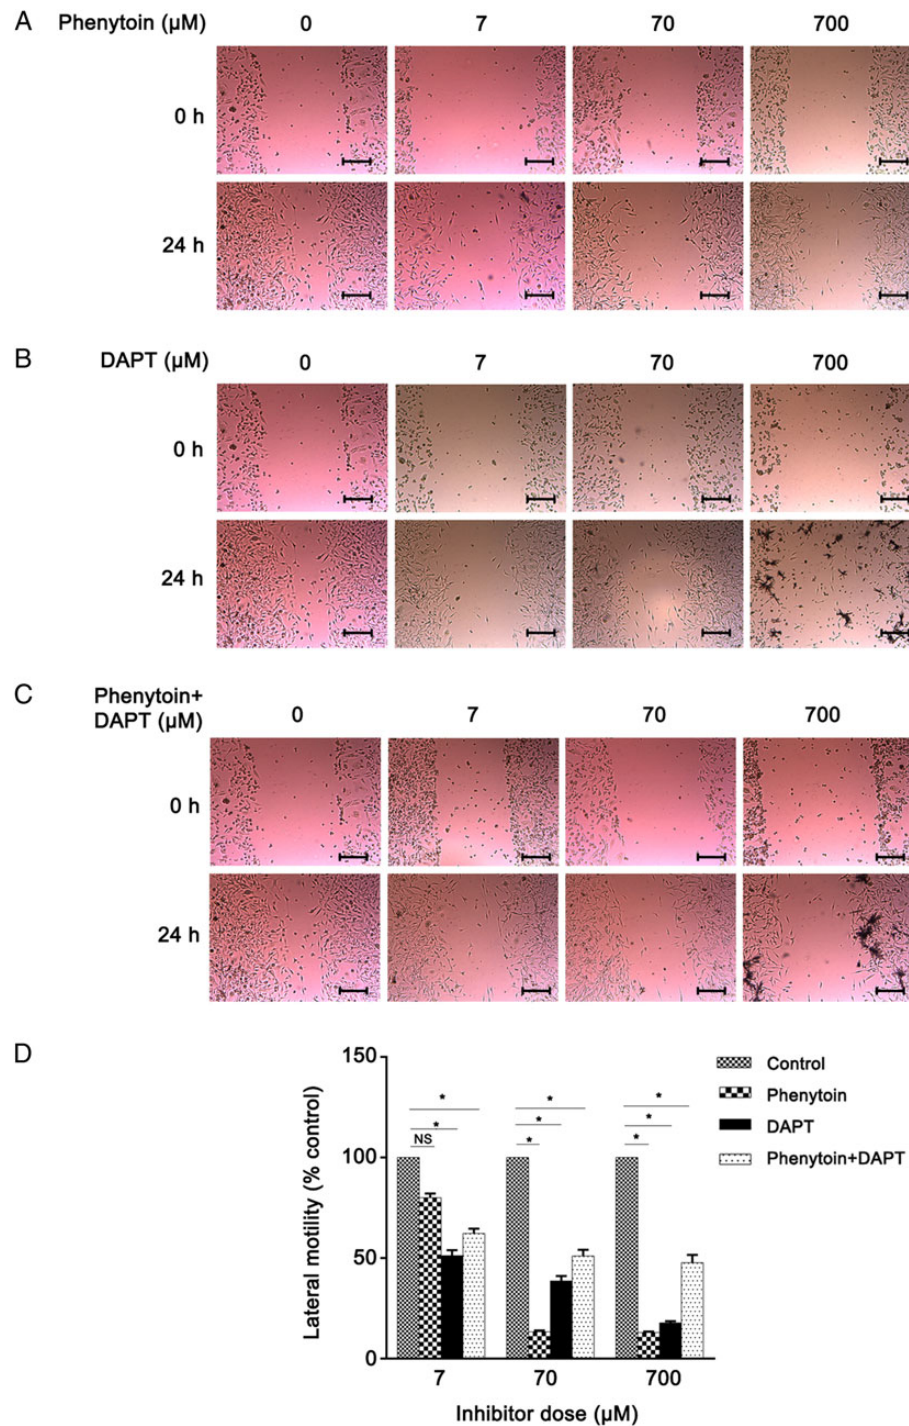 A Phenytoin (µM) 0 7 70 700
0 h
24 h
B DAPT (µM) 0 7 70 700
0 h
24 h
C Phenytoin+
DAPT (µM) 0 7 70 700
0 h
24 h
D
150
100
50
0
Lateral motility (% control)
*
*
NS
*
*
*
*
*
*
Control
Phenytoin
DAPT
Phenytoin+DAPT
7 70 700
Inhibitor dose (µM)